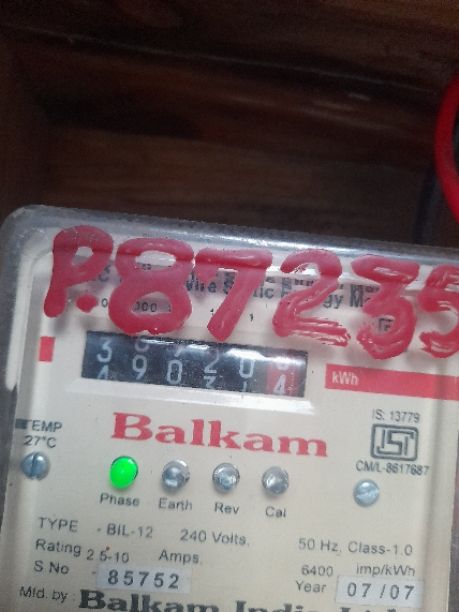 P.87235
kWh
IS: 13779
Balkam
TEMP
27°C
CM/L-8617687
Phase Earth Rev Cal
TYPE - BIL-12 240 Volts. 50 Hz, Class-1.0
Rating 2.5-10 Amps. 6400 imp/kWh
S.No 85752 Year 07/07
Mfd. by : Balkam